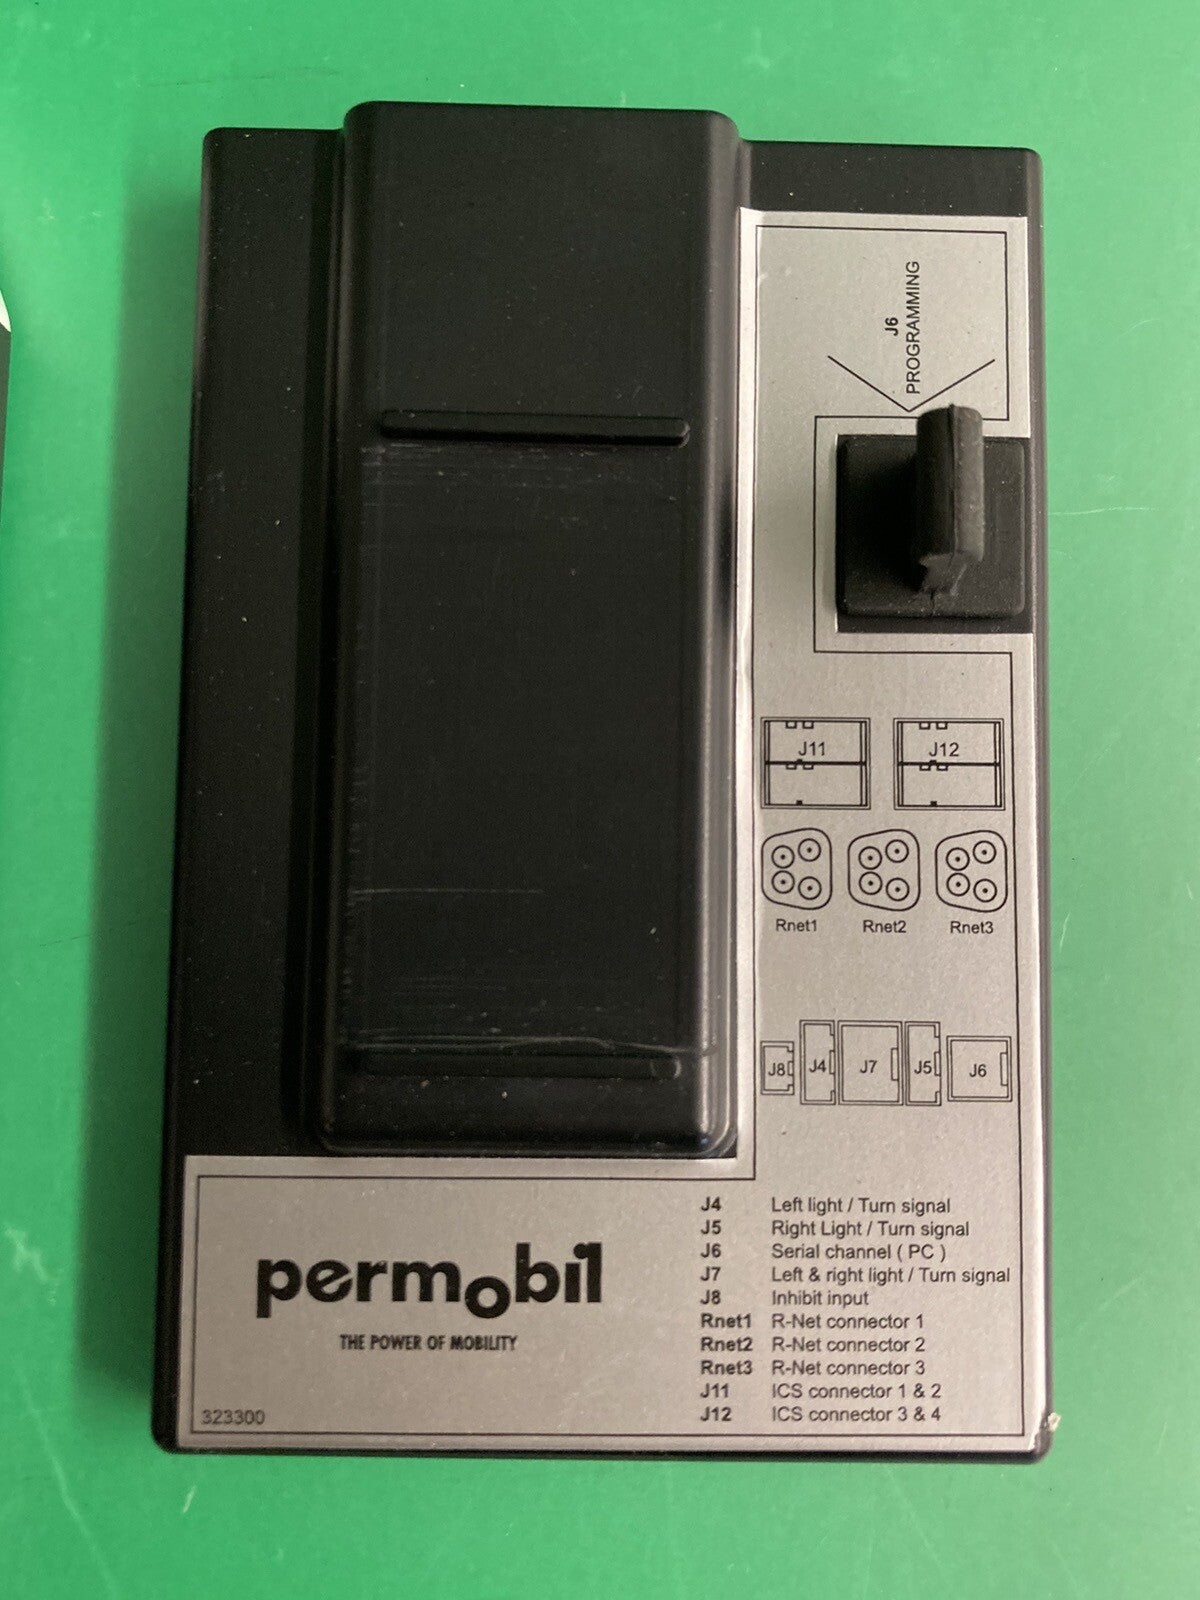 J6
PROGRAMMING
J11 J12
Rnet1 Rnet2 Rnet3
J8 J4 J7 J5 J6
J4 Left light / Turn signal
J5 Right Light / Turn signal
J6 Serial channel ( PC )
J7 Left & right light / Turn signal
J8 Inhibit input
Rnet1 R-Net connector 1
Rnet2 R-Net connector 2
Rnet3 R-Net connector 3
J11 ICS connector 1 & 2
J12 ICS connector 3 & 4
permobil
THE POWER OF MOBILITY
323300